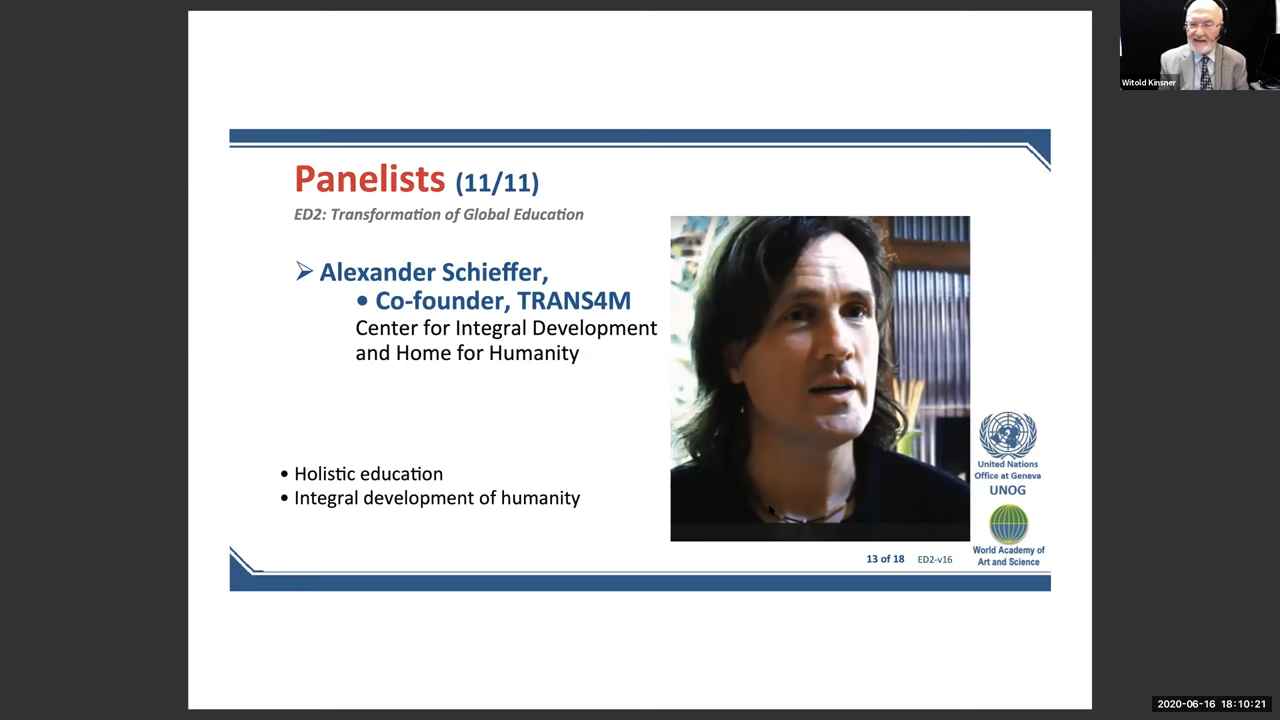 Witold Kinsner
Panelists (11/11)
ED2: Transformation of Global Education
➢ Alexander Schieffer,
• Co-founder, TRANS4M
Center for Integral Development
and Home for Humanity
• Holistic education
• Integral development of humanity
United Nations
Office at Geneva
UNOG
World Academy of
Art and Science
13 of 18 ED2-v16
2020-06-16 18:10:21